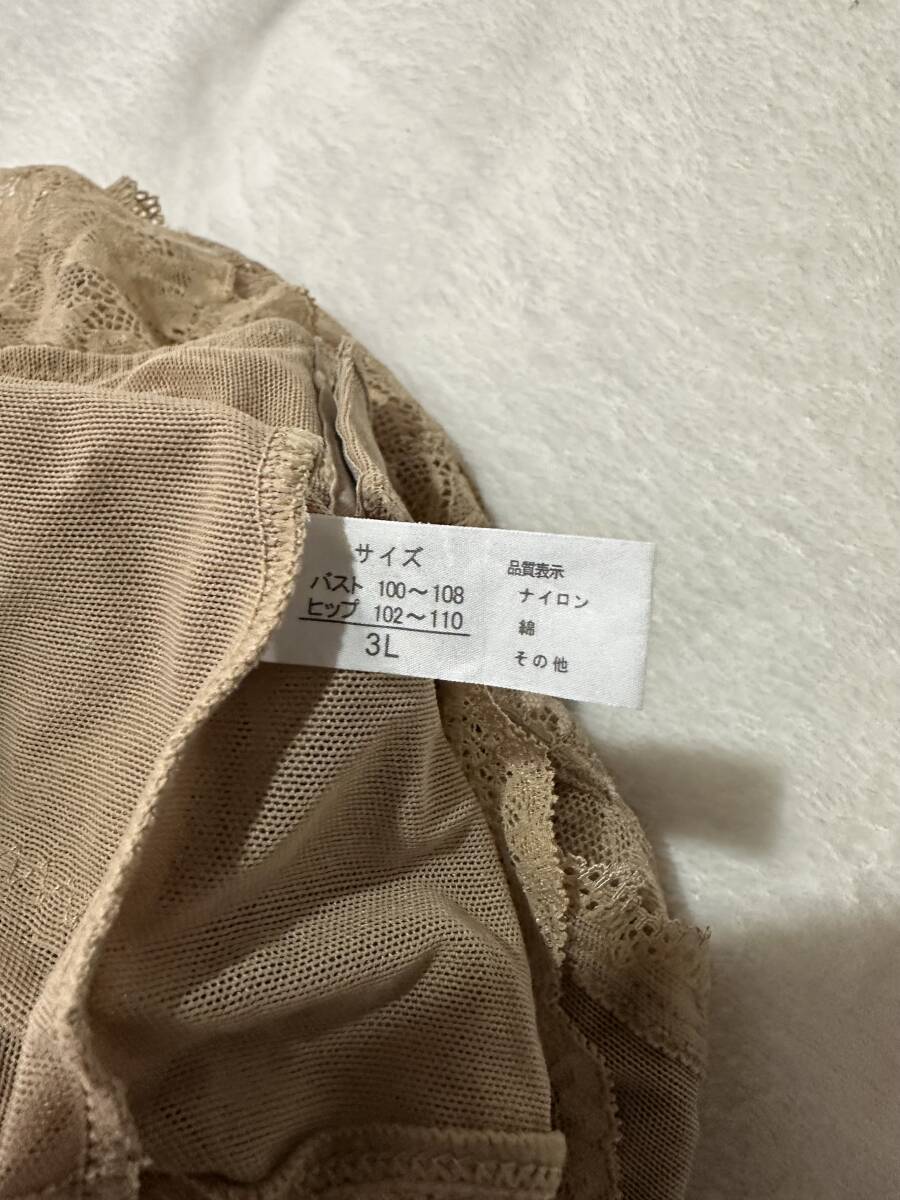 サイズ
バスト 100〜108
ヒップ 102〜110
3L
品質表示
ナイロン
綿
その他